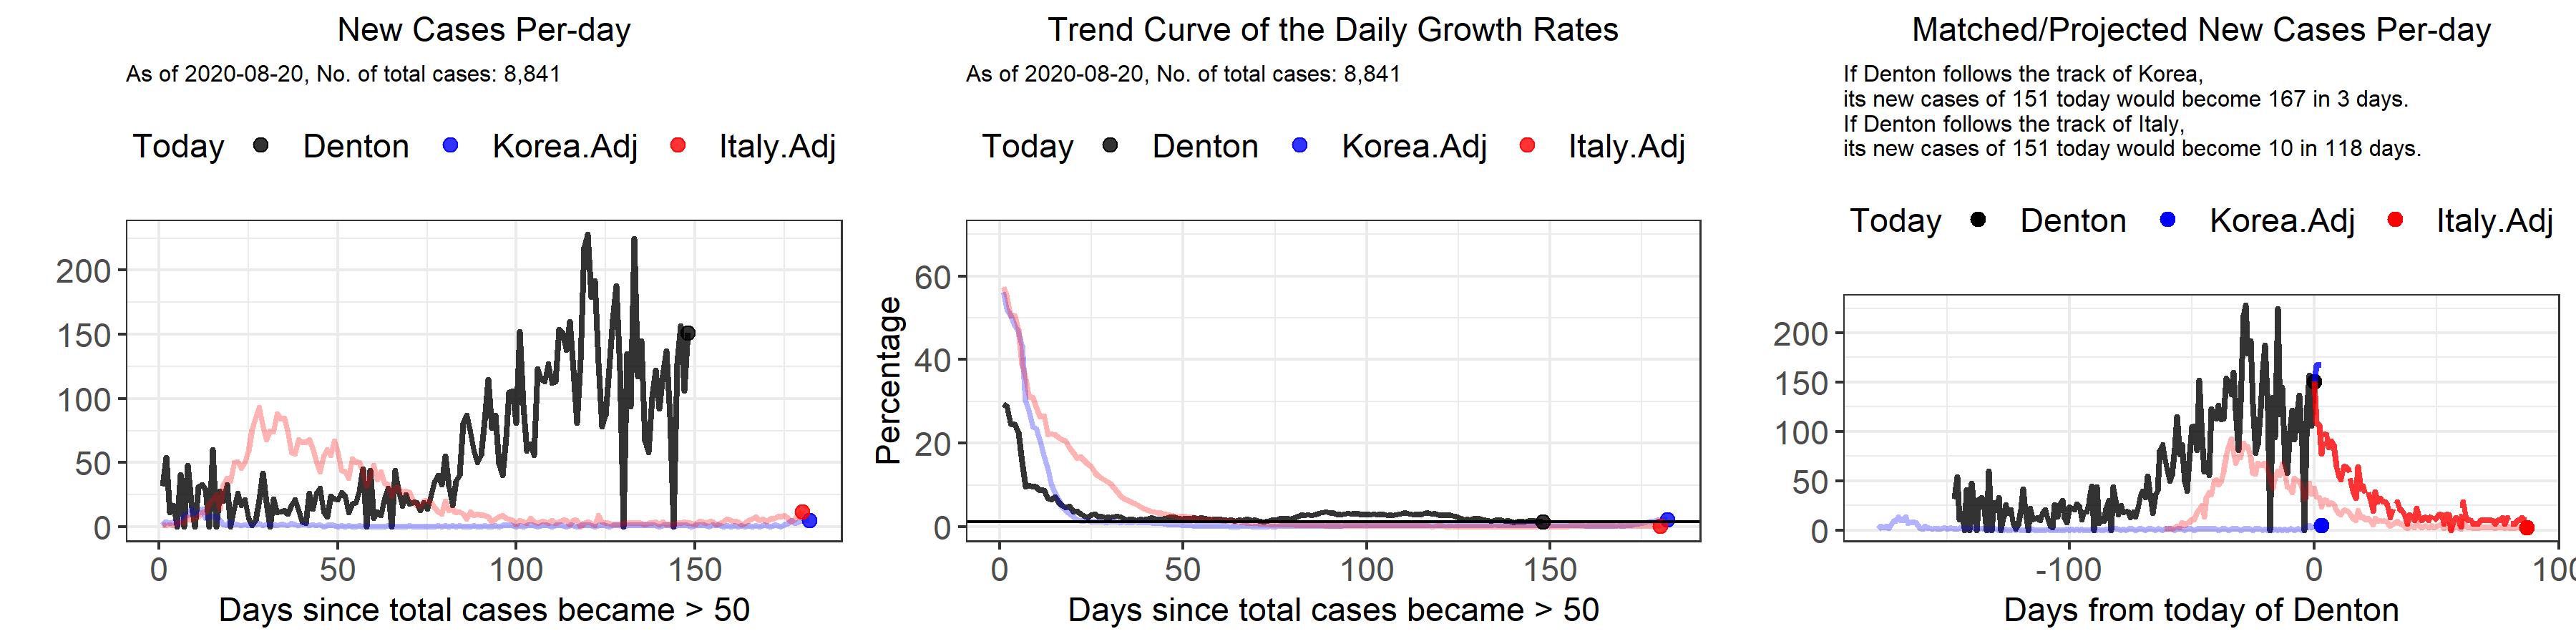 New Cases Per-day
As of 2020-08-20, No. of total cases: 8,841
Today Denton Korea.Adj Italy.Adj
200
150
100
50
0
0 50 100 150
Days since total cases became > 50
Trend Curve of the Daily Growth Rates
As of 2020-08-20, No. of total cases: 8,841
Today Denton Korea.Adj Italy.Adj
Percentage
60
40
20
0
0 50 100 150
Days since total cases became > 50
Matched/Projected New Cases Per-day
If Denton follows the track of Korea,
its new cases of 151 today would become 167 in 3 days.
If Denton follows the track of Italy,
its new cases of 151 today would become 10 in 118 days.
Today Denton Korea.Adj Italy.Adj
200
150
100
50
0
-100 0 100
Days from today of Denton